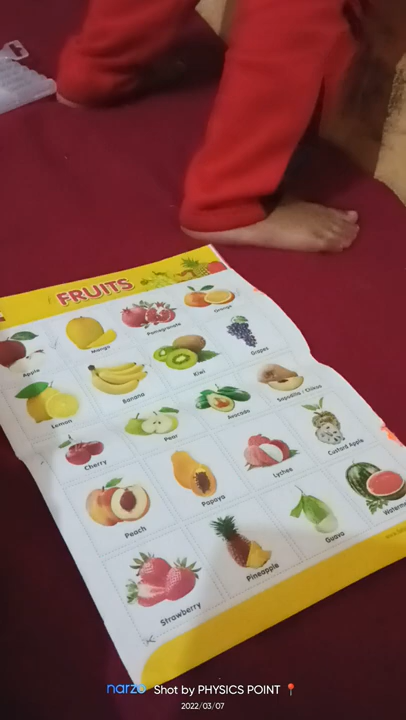 FRUITS
Apple
Mango
Pomegranate
Orange
Lemon
Banana
Kiwi
Grapes
Cherry
Pear
Avocado
Sapodilla / Chikus
Peach
Papaya
Lychee
Custard Apple
Strawberry
Pineapple
Guava
narzo Shot by PHYSICS POINT 📍
2022/03/07